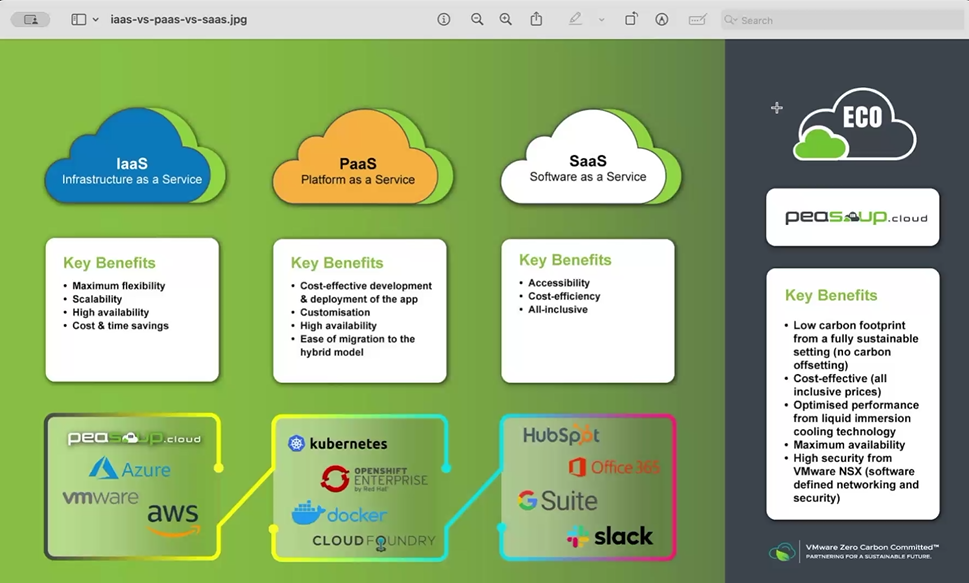 iaas-vs-paas-vs-saas.jpg
Search
IaaS
Infrastructure as a Service
PaaS
Platform as a Service
SaaS
Software as a Service
ECO
peasoup.cloud
Key Benefits
• Maximum flexibility
• Scalability
• High availability
• Cost & time savings
Key Benefits
• Cost-effective development
& deployment of the app
• Customisation
• High availability
• Ease of migration to the
hybrid model
Key Benefits
• Accessibility
• Cost-efficiency
• All-inclusive
Key Benefits
• Low carbon footprint
from a fully sustainable
setting (no carbon
offsetting)
• Cost-effective (all
inclusive prices)
• Optimised performance
from liquid immersion
cooling technology
• Maximum availability
• High security from
VMware NSX (software
defined networking and
security)
peasoup.cloud
Azure
vmware
aws
kubernetes
OPENSHIFT
ENTERPRISE
by Red Hat
docker
CLOUD FOUNDRY
HubSpot
Office 365
G Suite
slack
VMware Zero Carbon Committed™
PARTNERING FOR A SUSTAINABLE FUTURE.